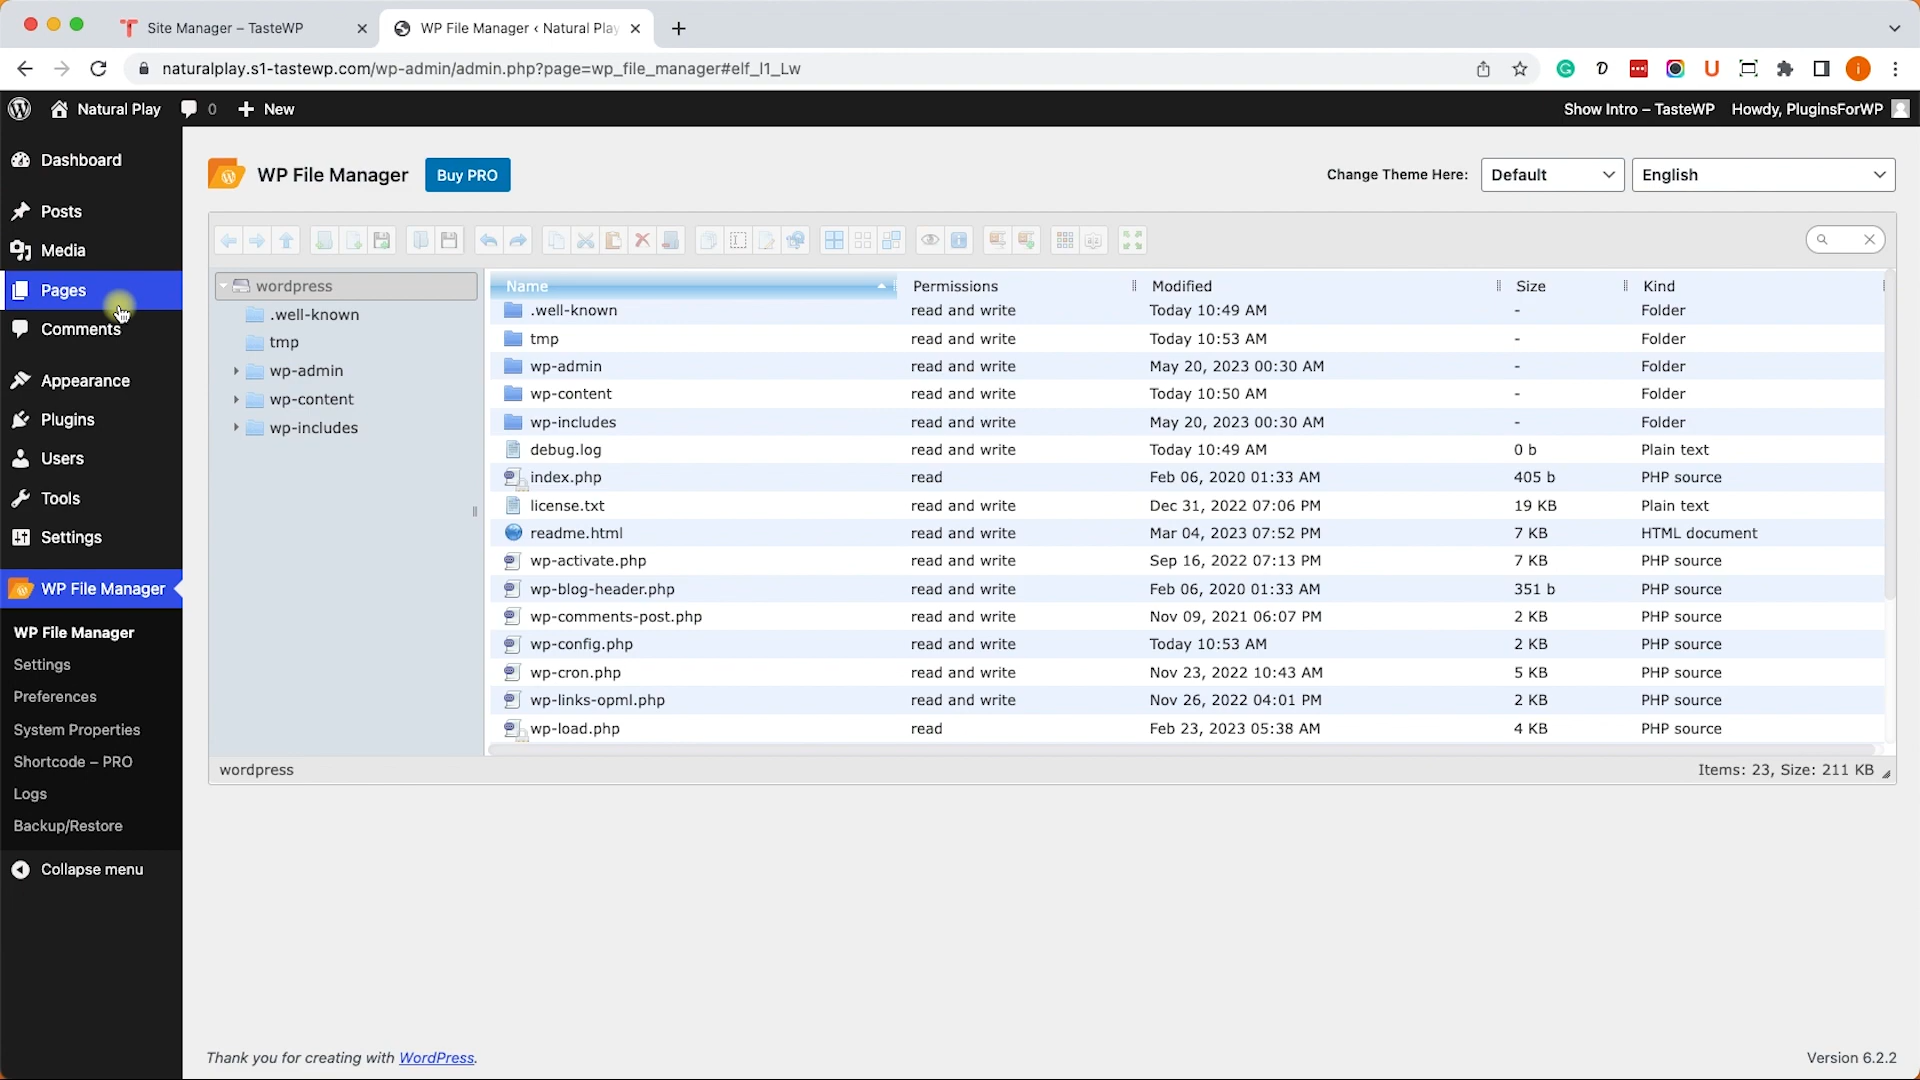 Site Manager – TasteWP
WP File Manager ‹ Natural Play
naturalplay.s1-tastewp.com/wp-admin/admin.php?page=wp_file_manager#elf_l1_Lw
Natural Play 0 New Show Intro – TasteWP Howdy, PluginsForWP
Dashboard
Posts
Media
Pages
Comments
Appearance
Plugins
Users
Tools
Settings
WP File Manager
WP File Manager
Settings
Preferences
System Properties
Shortcode – PRO
Logs
Backup/Restore
Collapse menu
WP File Manager Buy PRO Change Theme Here: Default English
wordpress
.well-known
tmp
wp-admin
wp-content
wp-includes
Name Permissions Modified Size Kind
.well-known read and write Today 10:49 AM - Folder
tmp read and write Today 10:53 AM - Folder
wp-admin read and write May 20, 2023 00:30 AM - Folder
wp-content read and write Today 10:50 AM - Folder
wp-includes read and write May 20, 2023 00:30 AM - Folder
debug.log read and write Today 10:49 AM 0 b Plain text
index.php read Feb 06, 2020 01:33 AM 405 b PHP source
license.txt read and write Dec 31, 2022 07:06 PM 19 KB Plain text
readme.html read and write Mar 04, 2023 07:52 PM 7 KB HTML document
wp-activate.php read and write Sep 16, 2022 07:13 PM 7 KB PHP source
wp-blog-header.php read and write Feb 06, 2020 01:33 AM 351 b PHP source
wp-comments-post.php read and write Nov 09, 2021 06:07 PM 2 KB PHP source
wp-config.php read and write Today 10:53 AM 2 KB PHP source
wp-cron.php read and write Nov 23, 2022 10:43 AM 5 KB PHP source
wp-links-opml.php read and write Nov 26, 2022 04:01 PM 2 KB PHP source
wp-load.php read Feb 23, 2023 05:38 AM 4 KB PHP source
wordpress Items: 23, Size: 211 KB
Thank you for creating with WordPress. Version 6.2.2